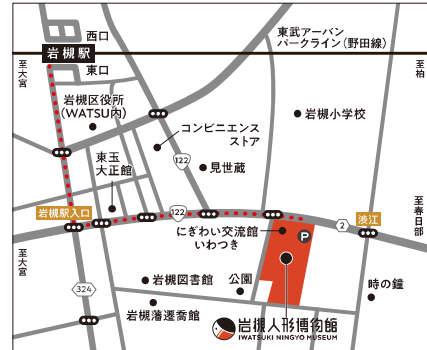 西口
岩槻駅
東口
東武アーバン
パークライン(野田線)
至大宮
至柏
岩槻区役所
(WATSU内)
コンビニエンス
ストア
岩槻小学校
東玉
大正館
122
見世蔵
岩槻駅入口
122
渋江
2
P
にぎわい交流館
いわつき
至春日部
至大宮
324
岩槻図書館
公園
時の鐘
岩槻藩遷喬館
岩槻人形博物館
IWATSUKI NINGYO MUSEUM